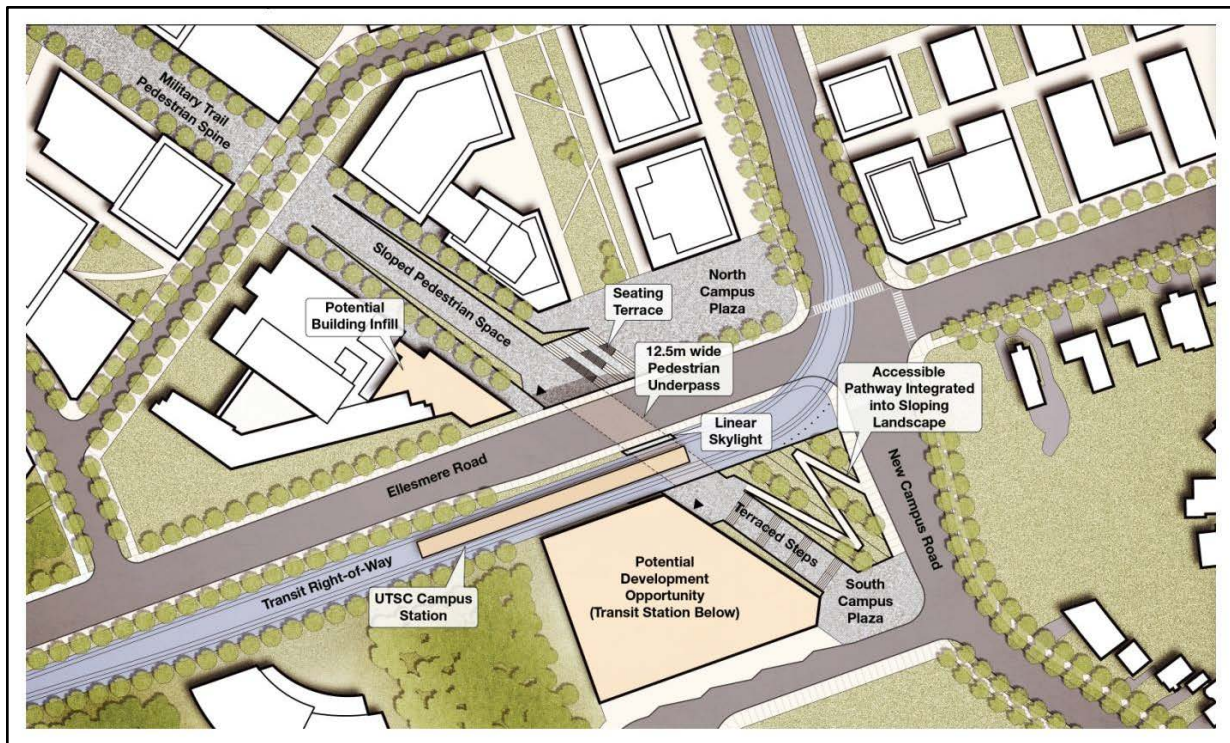 Military Trail
Pedestrian
Spine
Sloped Pedestrian Space
Potential
Building Infill
Seating
Terrace
North
Campus
Plaza
12.5m wide
Pedestrian
Underpass
Accessible
Pathway Integrated
into Sloping
Landscape
Linear
Skylight
Ellesmere Road
New Campus Road
Terraced Steps
Transit Right-of-Way
UTSC Campus
Station
Potential
Development
Opportunity
(Transit Station Below)
South
Campus
Plaza